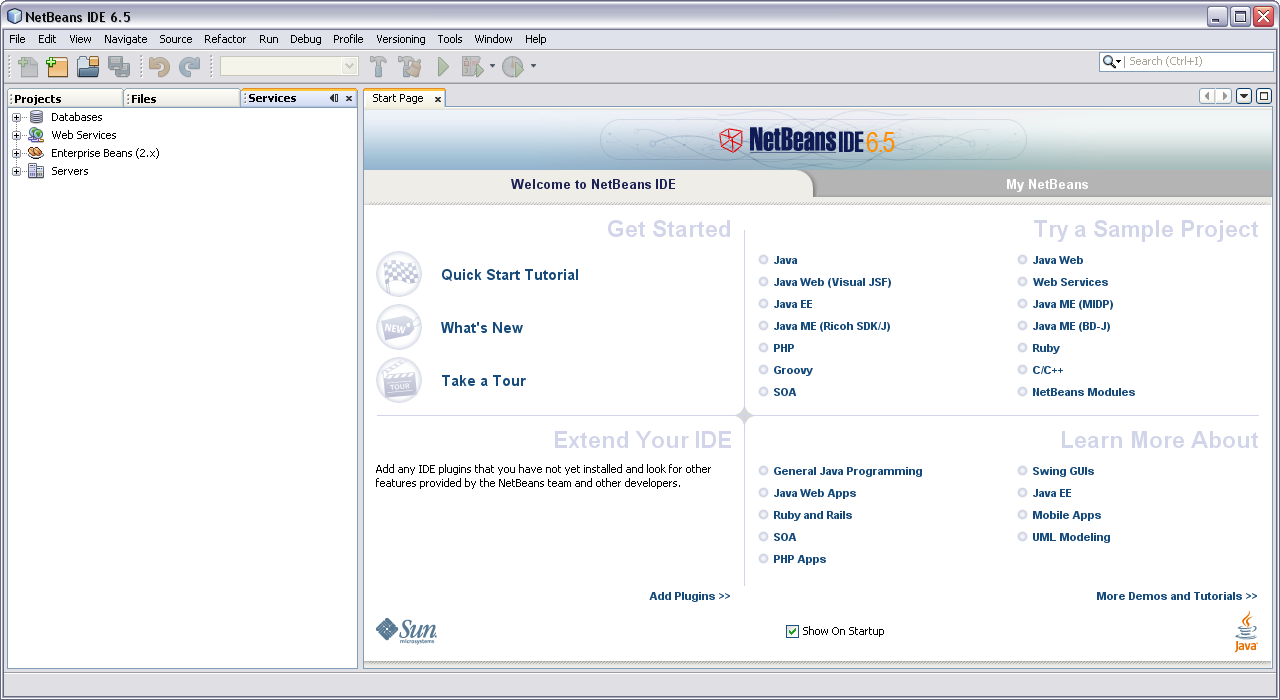 NetBeans IDE 6.5
File Edit View Navigate Source Refactor Run Debug Profile Versioning Tools Window Help
Search (Ctrl+I)
Projects Files Services
Databases
Web Services
Enterprise Beans (2.x)
Servers
Start Page
NetBeans IDE 6.5
Welcome to NetBeans IDE My NetBeans
Get Started
Quick Start Tutorial
NEW
What's New
TOUR
Take a Tour
Try a Sample Project
Java
Java Web (Visual JSF)
Java EE
Java ME (Ricoh SDK/J)
PHP
Groovy
SOA
Java Web
Web Services
Java ME (MIDP)
Java ME (BD-J)
Ruby
C/C++
NetBeans Modules
Extend Your IDE
Add any IDE plugins that you have not yet installed and look for other
features provided by the NetBeans team and other developers.
Add Plugins >>
Learn More About
General Java Programming
Java Web Apps
Ruby and Rails
SOA
PHP Apps
Swing GUIs
Java EE
Mobile Apps
UML Modeling
More Demos and Tutorials >>
Sun
microsystems
Show On Startup
Java